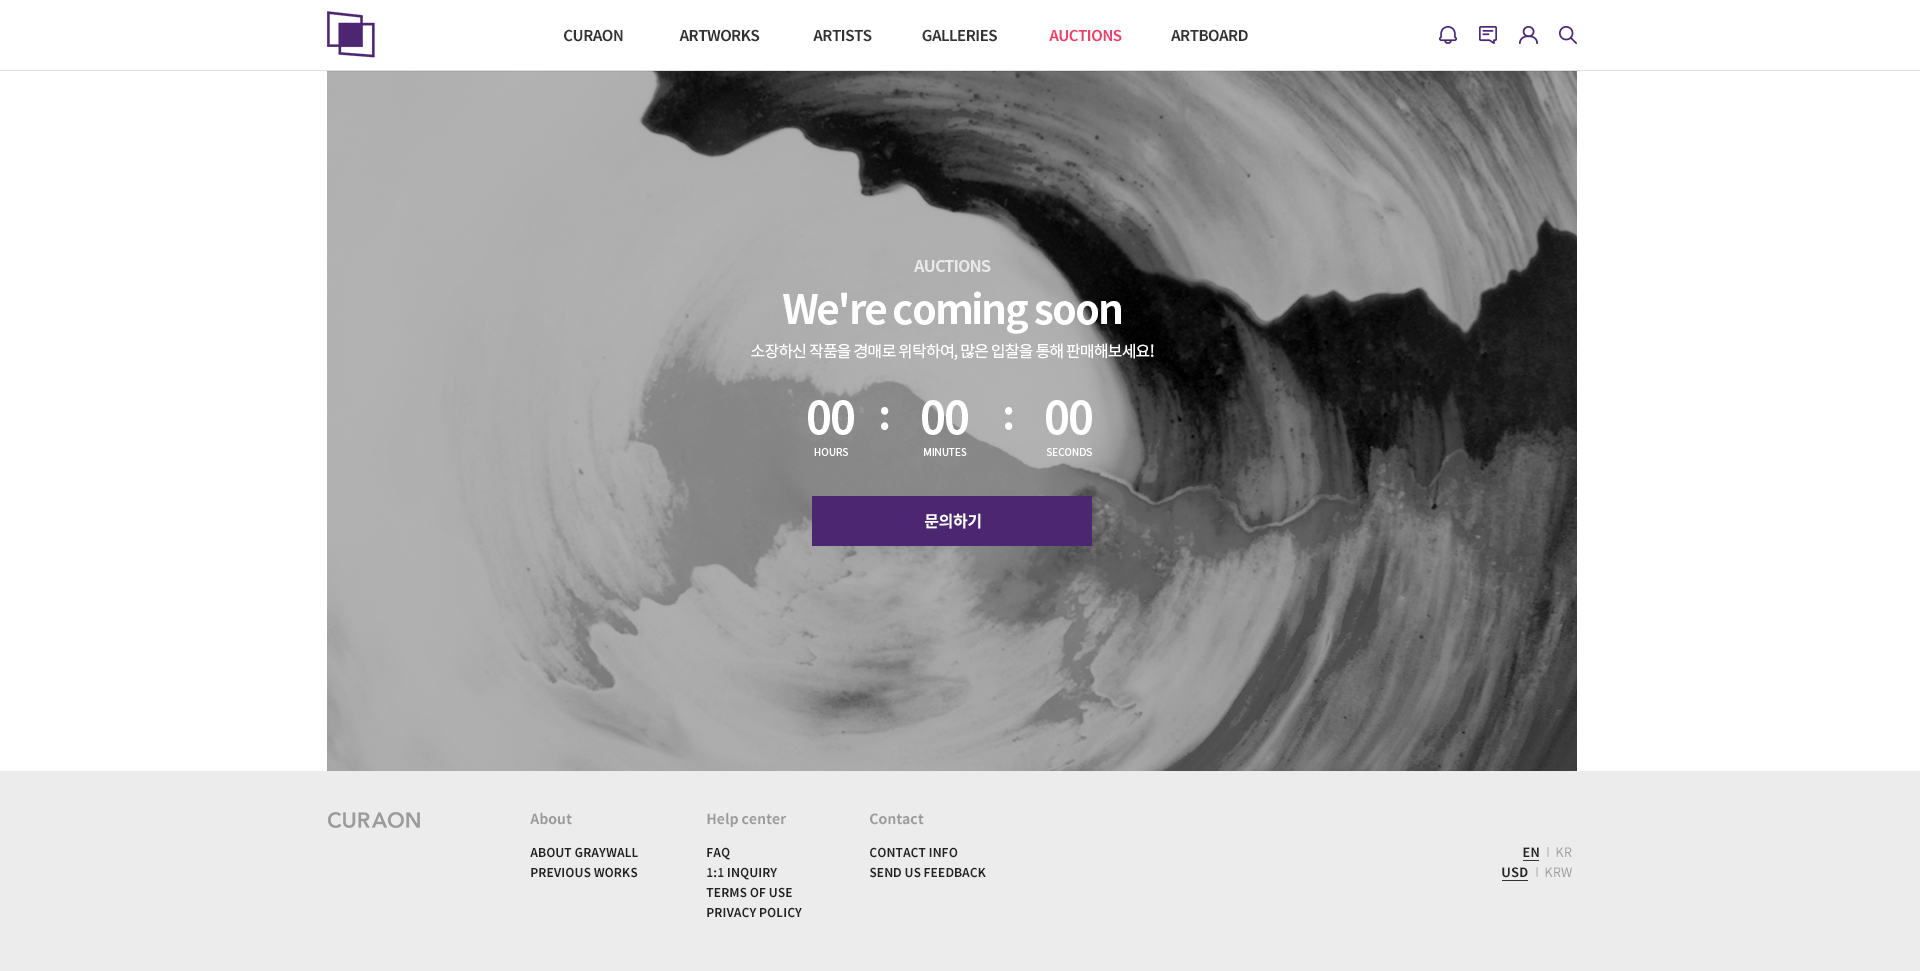 CURAON
ARTWORKS
ARTISTS
GALLERIES
AUCTIONS
ARTBOARD
AUCTIONS
We're coming soon
소장하신 작품을 경매로 위탁하여, 많은 입찰을 통해 판매해보세요!
00 : 00 : 00
HOURS MINUTES SECONDS
문의하기
CURAON
About
ABOUT GRAYWALL
PREVIOUS WORKS
Help center
FAQ
1:1 INQUIRY
TERMS OF USE
PRIVACY POLICY
Contact
CONTACT INFO
SEND US FEEDBACK
EN | KR
USD | KRW